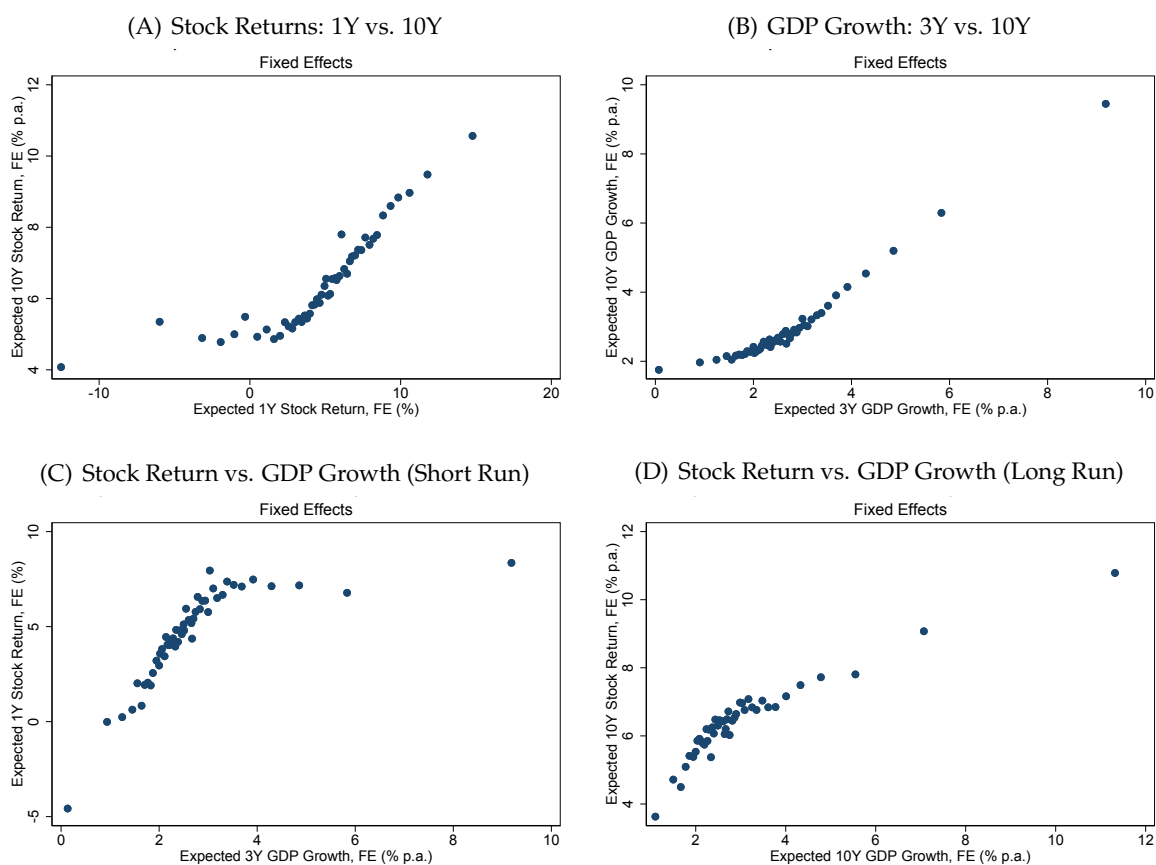 (A) Stock Returns: 1Y vs. 10Y
Fixed Effects
Expected 10Y Stock Return, FE (% p.a.)
12
10
8
6
4
-10
0
10
20
Expected 1Y Stock Return, FE (%)
(B) GDP Growth: 3Y vs. 10Y
Fixed Effects
Expected 10Y GDP Growth, FE (% p.a.)
10
8
6
4
2
0
2
4
6
8
10
Expected 3Y GDP Growth, FE (% p.a.)
(C) Stock Return vs. GDP Growth (Short Run)
Fixed Effects
Expected 1Y Stock Return, FE (%)
10
5
0
-5
0
2
4
6
8
10
Expected 3Y GDP Growth, FE (% p.a.)
(D) Stock Return vs. GDP Growth (Long Run)
Fixed Effects
Expected 10Y Stock Return, FE (% p.a.)
12
10
8
6
4
2
4
6
8
10
12
Expected 10Y GDP Growth, FE (% p.a.)